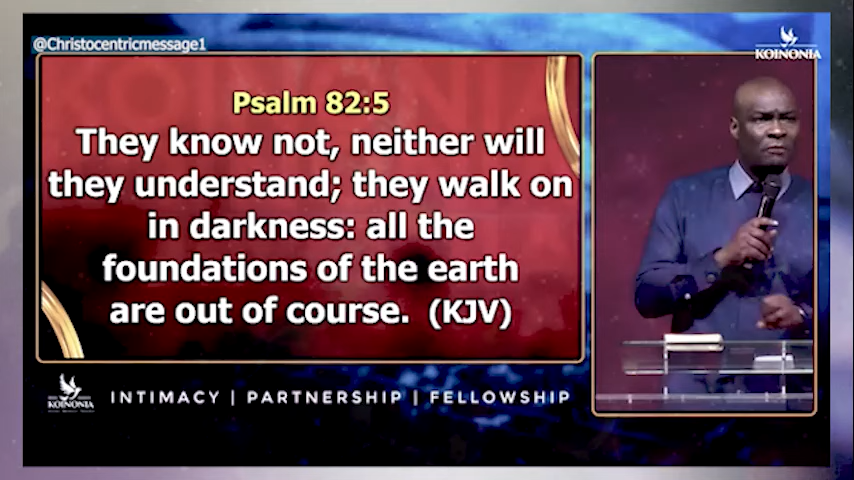 @Christocentricmessage1
KOINONIA
Psalm 82:5
They know not, neither will
they understand; they walk on
in darkness: all the
foundations of the earth
are out of course. (KJV)
KOINONIA
INTIMACY | PARTNERSHIP | FELLOWSHIP